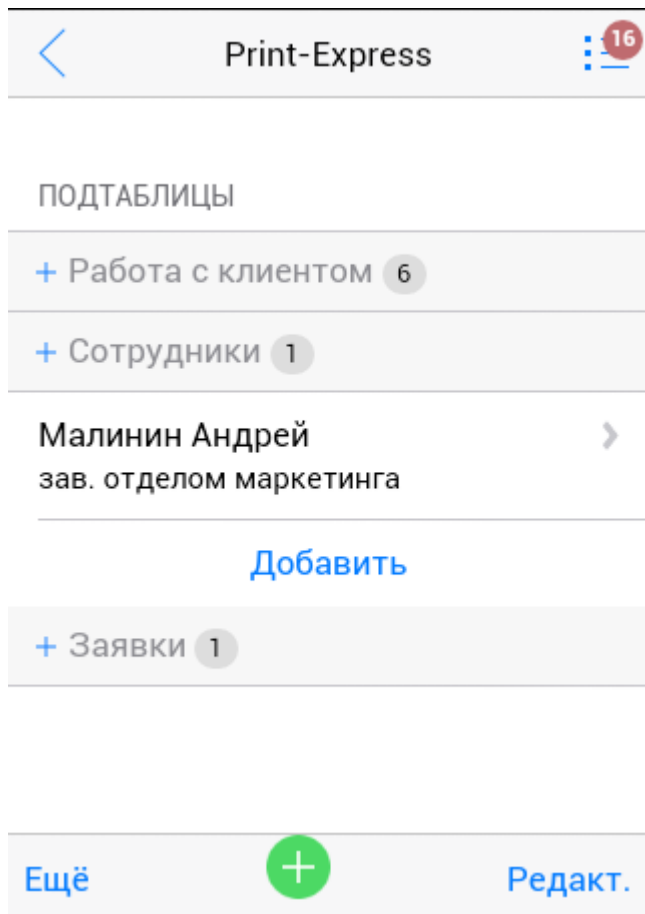 Print-Express
16
ПОДТАБЛИЦЫ
+ Работа с клиентом 6
+ Сотрудники 1
Малинин Андрей
зав. отделом маркетинга
Добавить
+ Заявки 1
Ещё
Редакт.